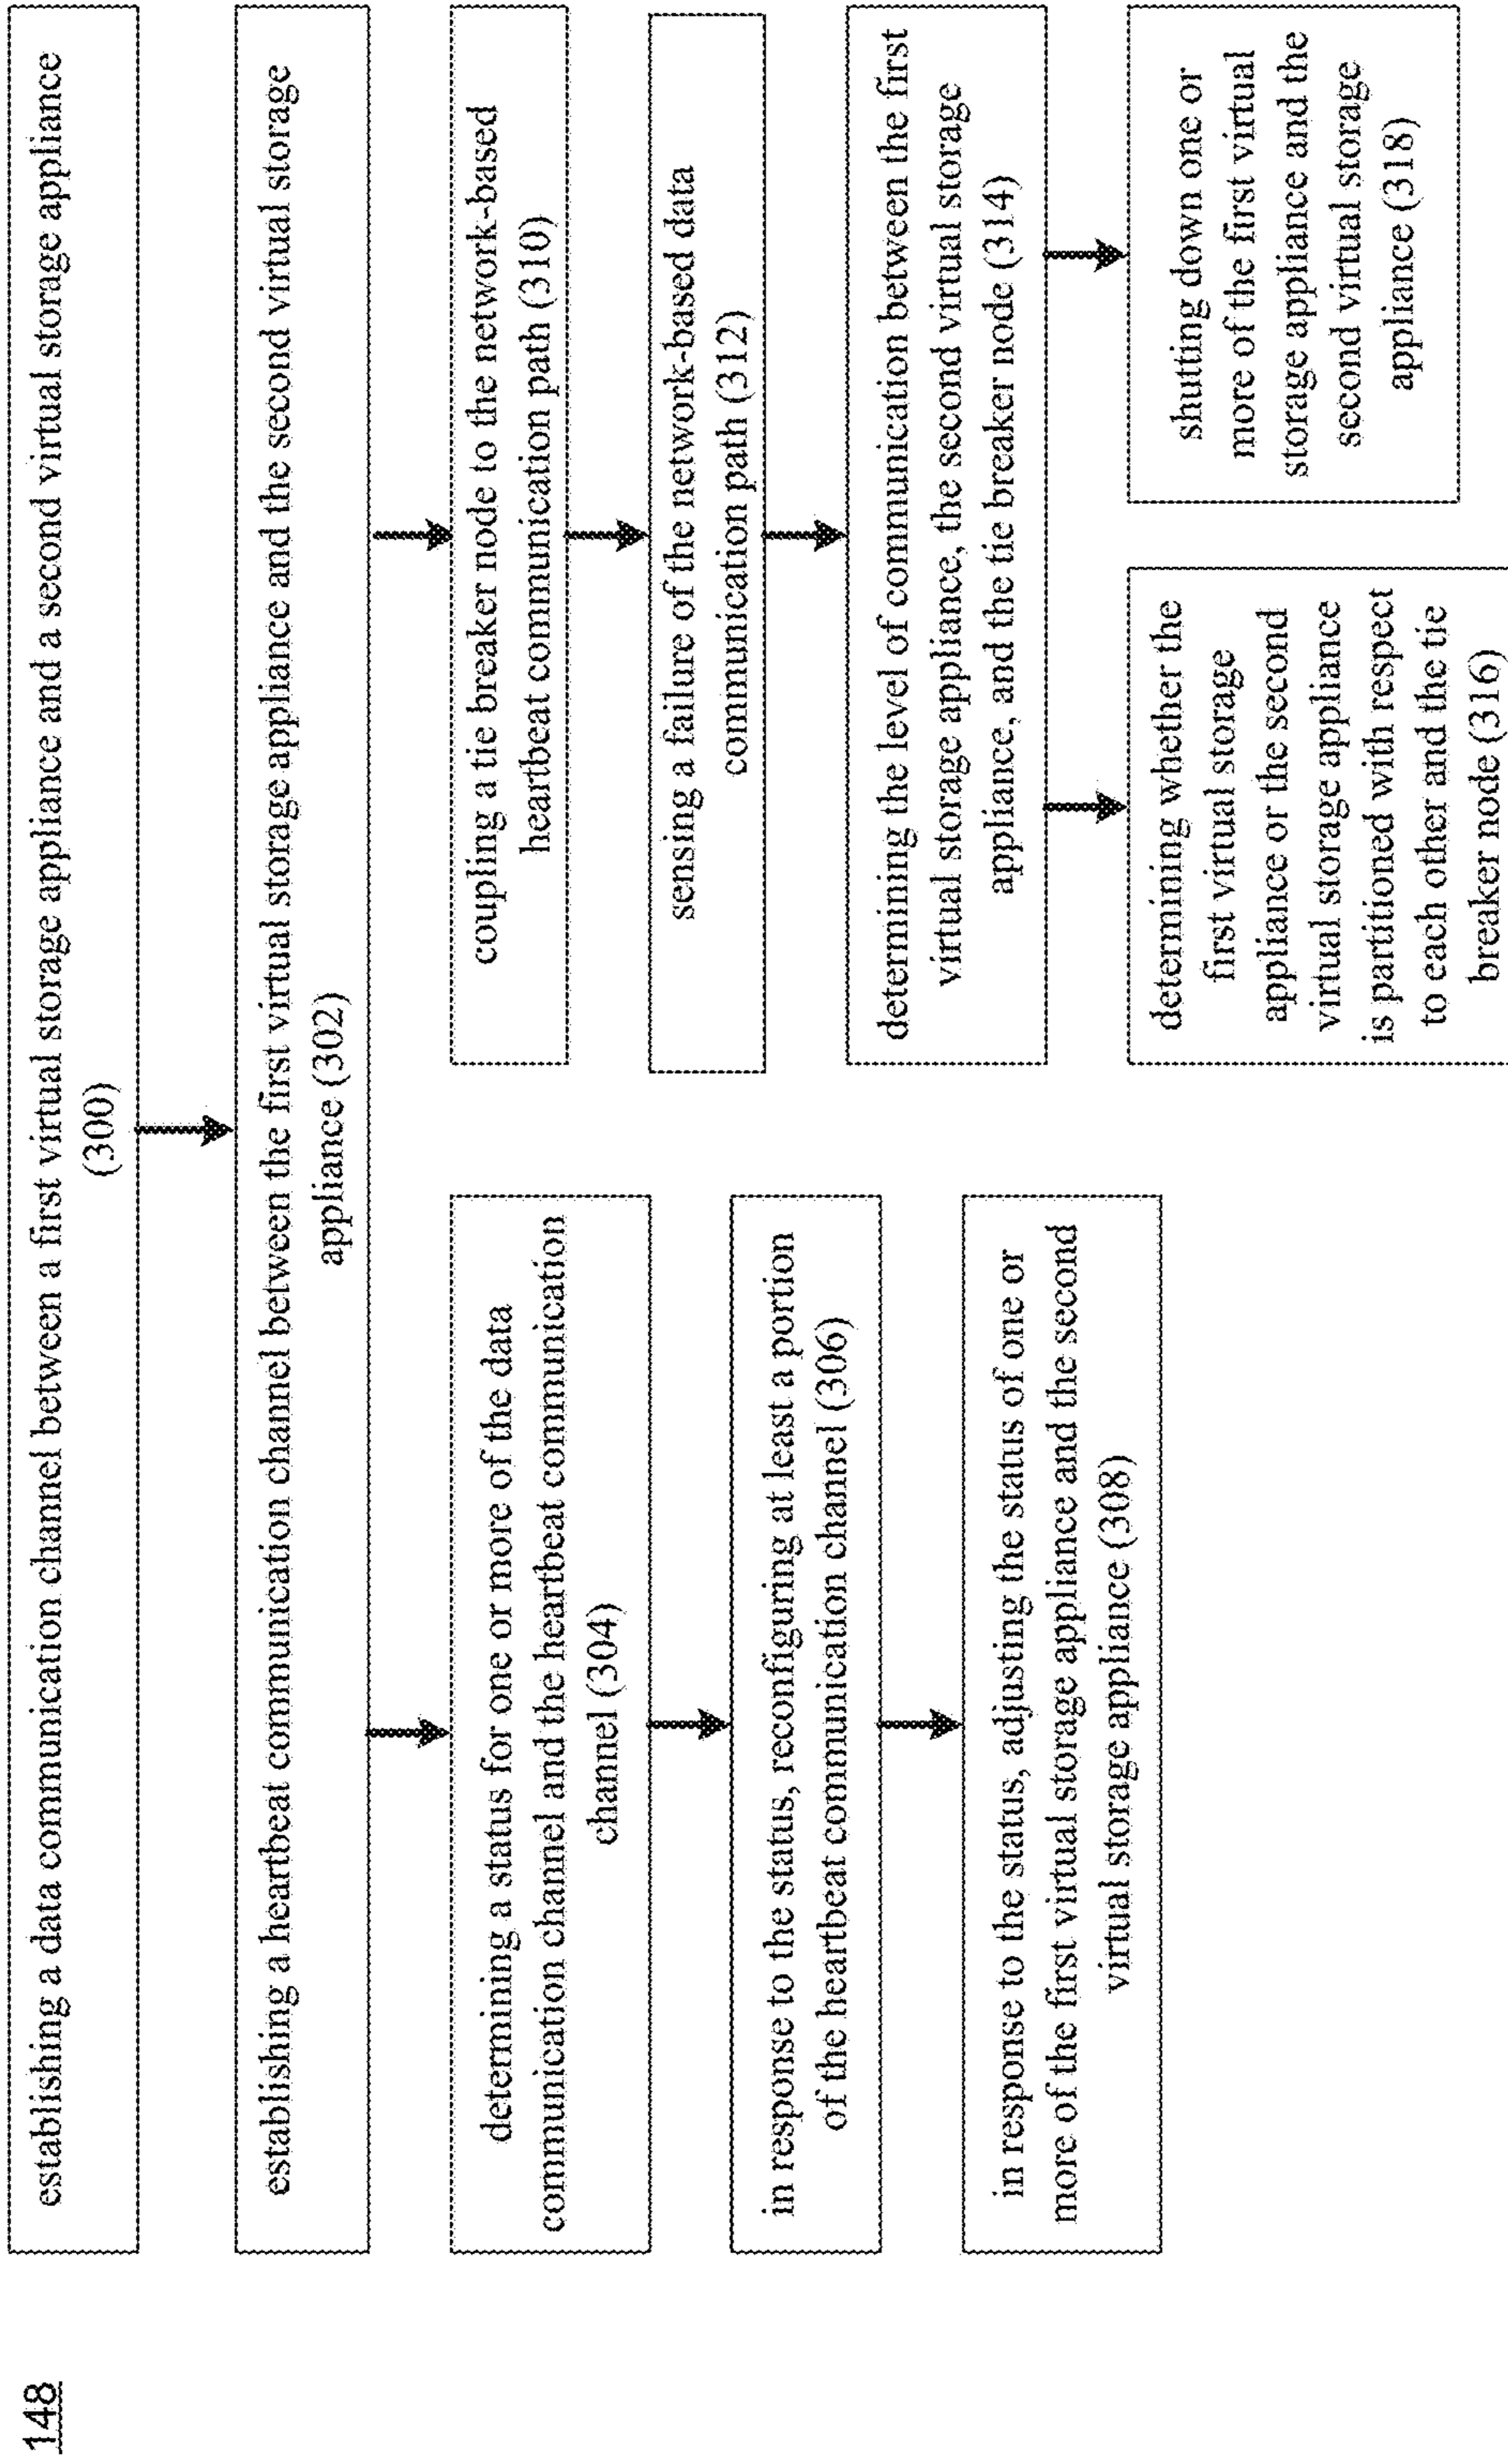 148
establishing a data communication channel between a first virtual storage appliance and a second virtual storage appliance
(300)
establishing a heartbeat communication channel between the first virtual storage appliance and the second virtual storage
appliance (302)
determining a status for one or more of the data
communication channel and the heartbeat communication
channel (304)
in response to the status, reconfiguring at least a portion
of the heartbeat communication channel (306)
in response to the status, adjusting the status of one or
more of the first virtual storage appliance and the second
virtual storage appliance (308)
coupling a tie breaker node to the network-based
heartbeat communication path (310)
sensing a failure of the network-based data
communication path (312)
determining the level of communication between the first
virtual storage appliance, the second virtual storage
appliance, and the tie breaker node (314)
determining whether the
first virtual storage
appliance or the second
virtual storage appliance
is partitioned with respect
to each other and the tie
breaker node (316)
shutting down one or
more of the first virtual
storage appliance and the
second virtual storage
appliance (318)